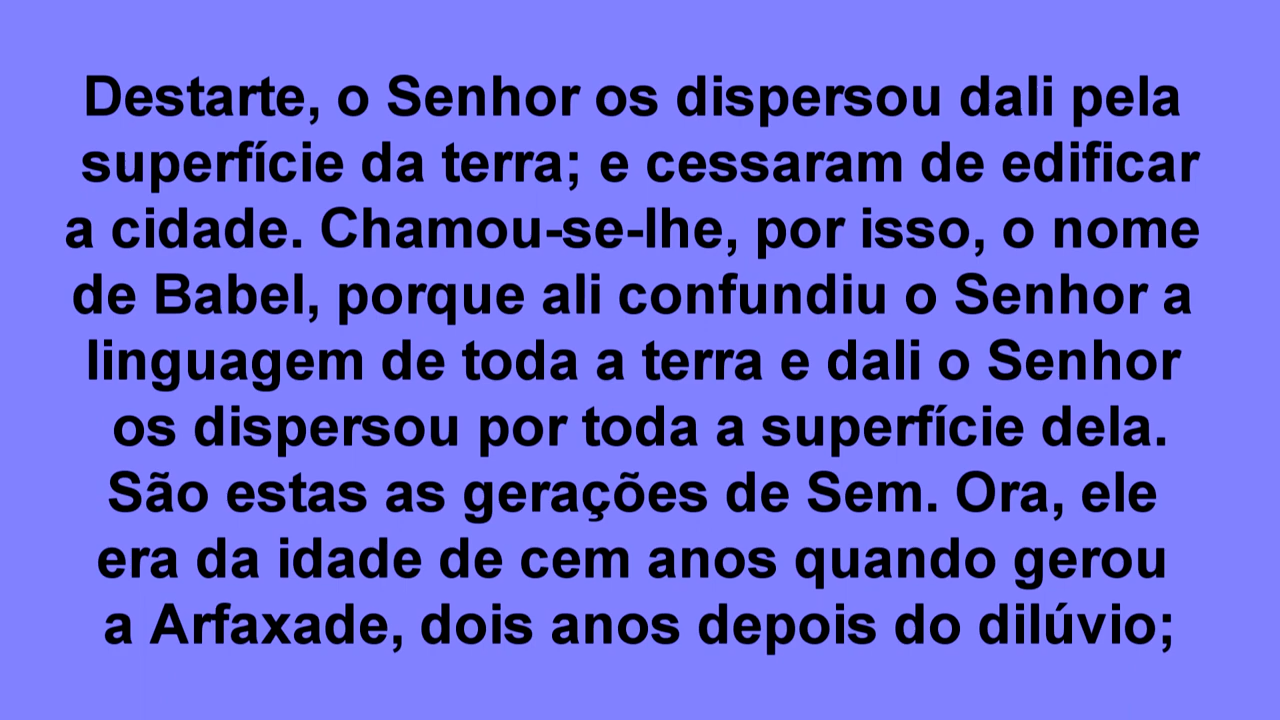 Destarte, o Senhor os dispersou dali pela
superfície da terra; e cessaram de edificar
a cidade. Chamou-se-lhe, por isso, o nome
de Babel, porque ali confundiu o Senhor a
linguagem de toda a terra e dali o Senhor
os dispersou por toda a superfície dela.
São estas as gerações de Sem. Ora, ele
era da idade de cem anos quando gerou
a Arfaxade, dois anos depois do dilúvio;